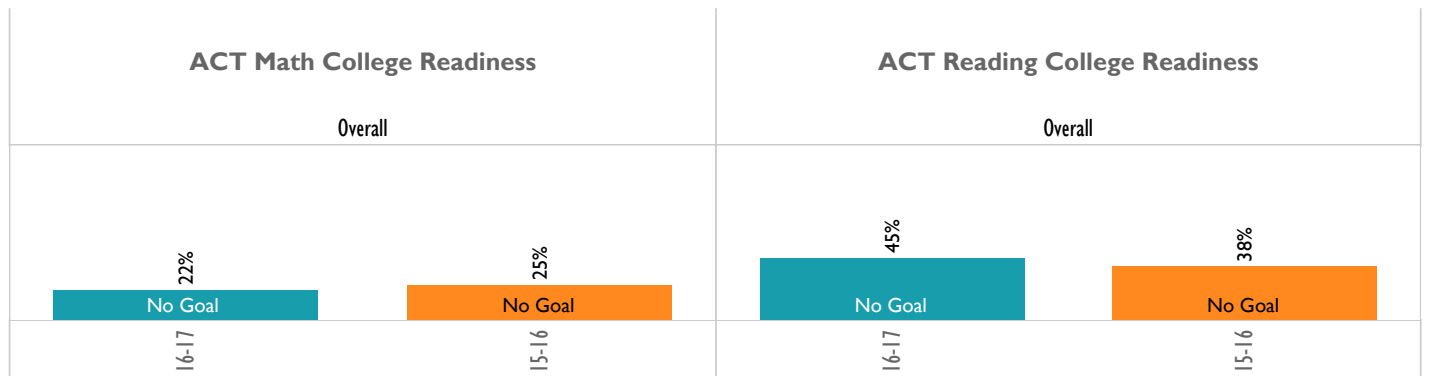 ACT Math College Readiness
Overall
22%
No Goal
25%
No Goal
16-17
15-16
ACT Reading College Readiness
Overall
45%
No Goal
38%
No Goal
16-17
15-16